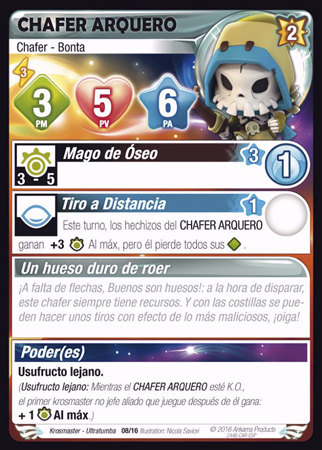 CHAFER ARQUERO
2
Chafer - Bonta
3
3
PM
5
PV
6
PA
Mago de Óseo
3
1
3 - 5
Tiro a Distancia
1
Este turno, los hechizos del CHAFER ARQUERO
ganan +3 Al máx, pero él pierde todos sus .
Un hueso duro de roer
¡A falta de flechas, Buenos son huesos!: a la hora de disparar,
este chafer siempre tiene recursos. Y con las costillas se pue-
den hacer unos tiros con efecto de lo más maliciosos, ¡oiga!
Poder(es)
Usufructo lejano.
(Usufructo lejano: Mientras el CHAFER ARQUERO esté K.O.,
el primer krosmaster no jefe aliado que juegue después de él gana:
+ 1 Al máx.)
Krosmaster - Ultratumba 08/16 Illustration: Nicola Saviori
© 2016 Ankama Products
2446-C4R-ESP